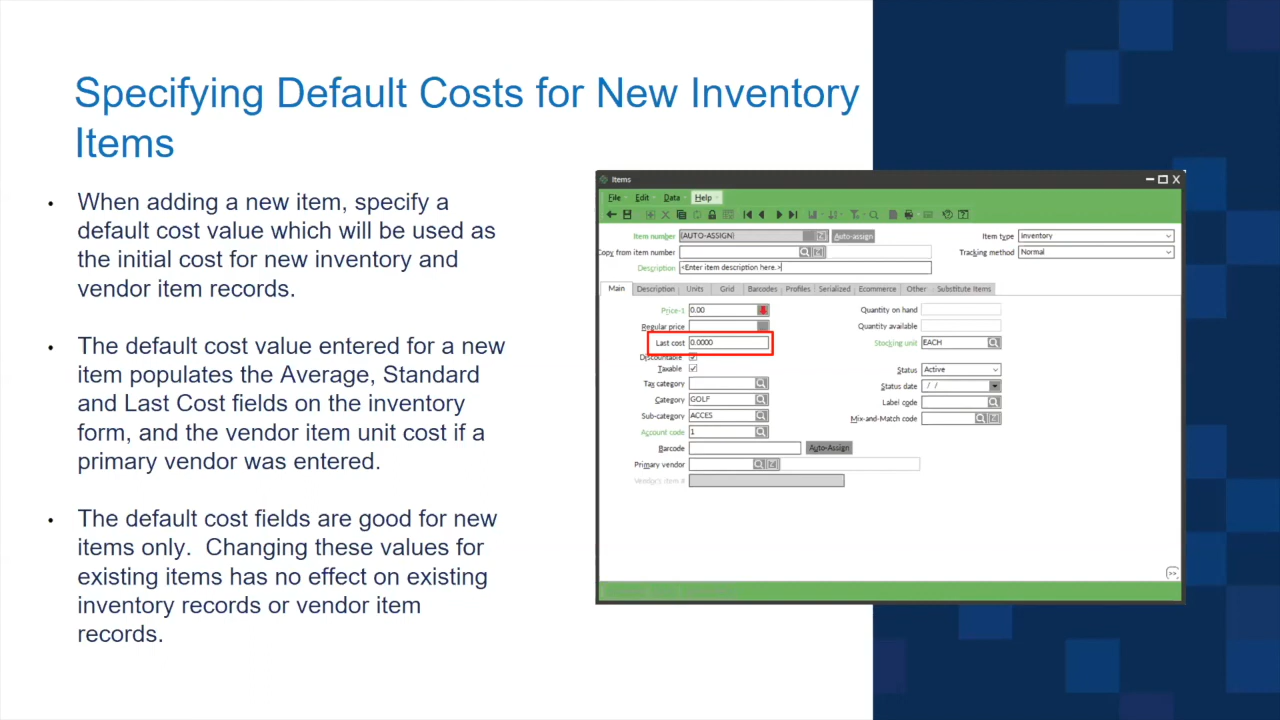 Specifying Default Costs for New Inventory
Items
• When adding a new item, specify a
default cost value which will be used as
the initial cost for new inventory and
vendor item records.
• The default cost value entered for a new
item populates the Average, Standard
and Last Cost fields on the inventory
form, and the vendor item unit cost if a
primary vendor was entered.
• The default cost fields are good for new
items only. Changing these values for
existing items has no effect on existing
inventory records or vendor item
records.
Items
File Edit Data Help
Item number (AUTO-ASSIGN) Auto-assign Item type Inventory
Copy from item number Tracking method Normal
Description <Enter item description here.>
Main Description Units Grid Barcodes Profiles Serialized Ecommerce Other Substitute Items
Price-1 0.00 Quantity on hand
Regular price Quantity available
Last cost 0.0000 Stocking unit EACH
Discountable
Taxable Status Active
Tax category Status date / /
Category GOLF Label code
Sub-category ACCES Mix-and-Match code
Account code 1
Barcode Auto-Assign
Primary vendor
Vendor's item #
>>